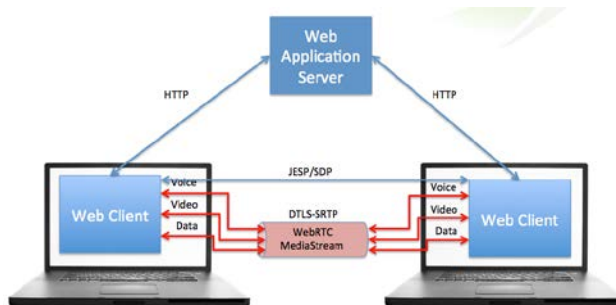 Web
Application
Server
HTTP
HTTP
JESP/SDP
Voice
Voice
Web Client
Video
DTLS-SRTP
Video
Web Client
WebRTC
MediaStream
Data
Data